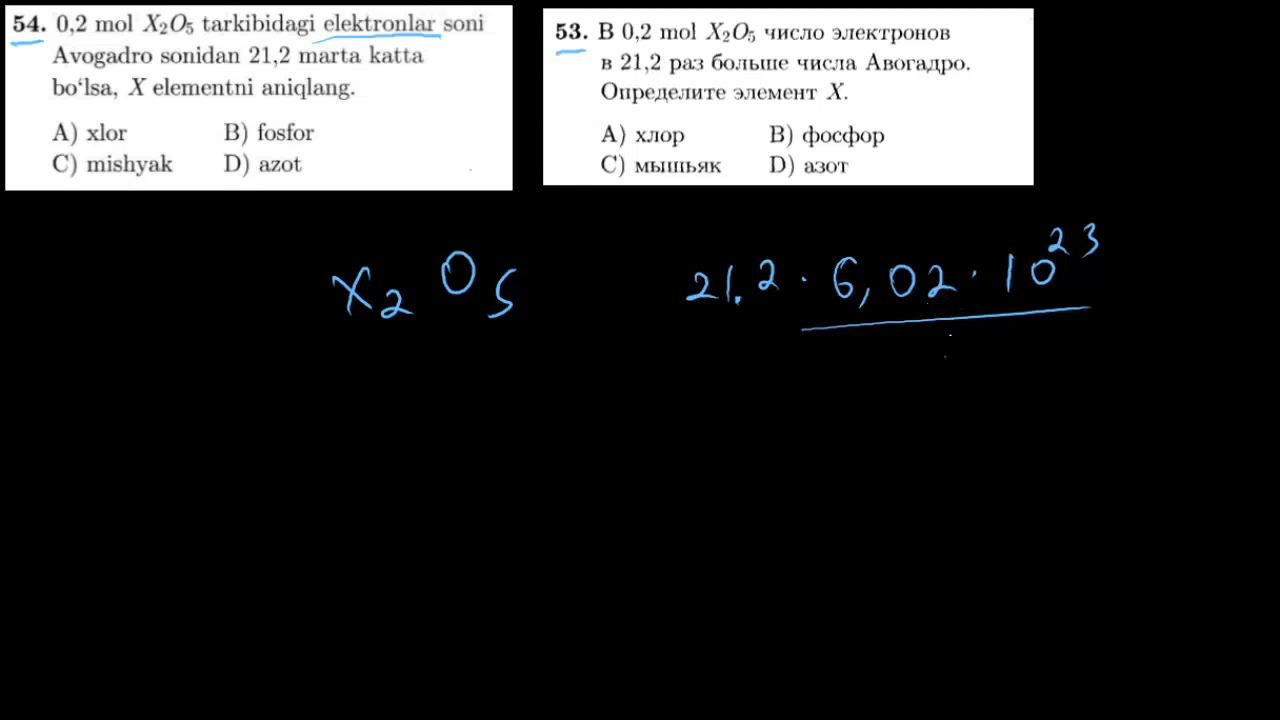 54. 0,2 mol X₂O₅ tarkibidagi elektronlar soni
Avogadro sonidan 21,2 marta katta
bo‘lsa, X elementni aniqlang.
A) xlor B) fosfor
C) mishyak D) azot
53. В 0,2 mol X₂O₅ число электронов
в 21,2 раз больше числа Авогадро.
Определите элемент X.
A) хлор B) фосфор
C) мышьяк D) азот
X₂O₅ 21.2 · 6,02 · 10²³